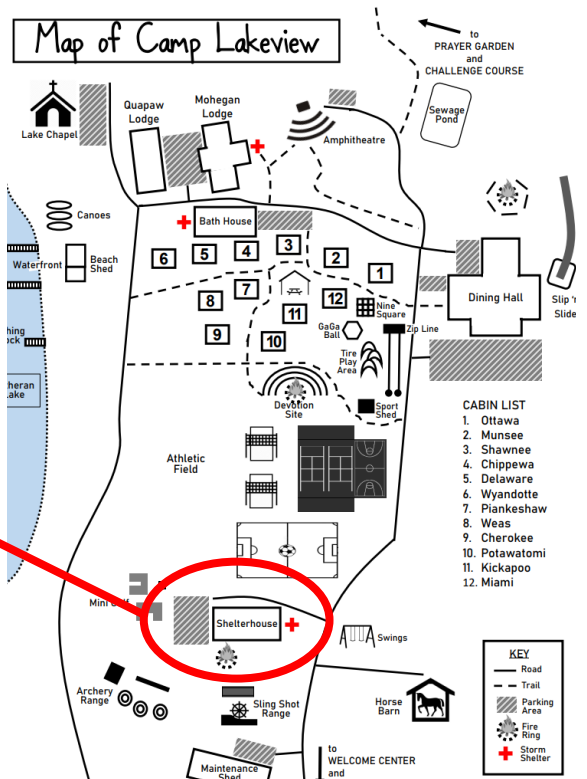 Map of Camp Lakeview
to
PRAYER GARDEN
and
CHALLENGE COURSE
Lake Chapel
Quapaw
Lodge
Mohegan
Lodge
Amphitheatre
Sewage
Pond
Canoes
Bath House
Waterfront
Beach
Shed
6
5
4
3
2
1
7
8
9
10
11
12
Nine
Square
GaGa
Ball
Zip Line
Tire
Play
Area
Dining Hall
Slip 'n
Slide
Devotion
Site
Sport
Shed
CABIN LIST
1. Ottawa
2. Munsee
3. Shawnee
4. Chippewa
5. Delaware
6. Wyandotte
7. Piankeshaw
8. Weas
9. Cherokee
10. Potawatomi
11. Kickapoo
12. Miami
Athletic
Field
Mini
Shelterhouse
Swings
Archery
Range
Sling Shot
Range
Horse
Barn
Maintenance
Shed
to
WELCOME CENTER
and
KEY
Road
Trail
Parking
Area
Fire
Ring
Storm
Shelter